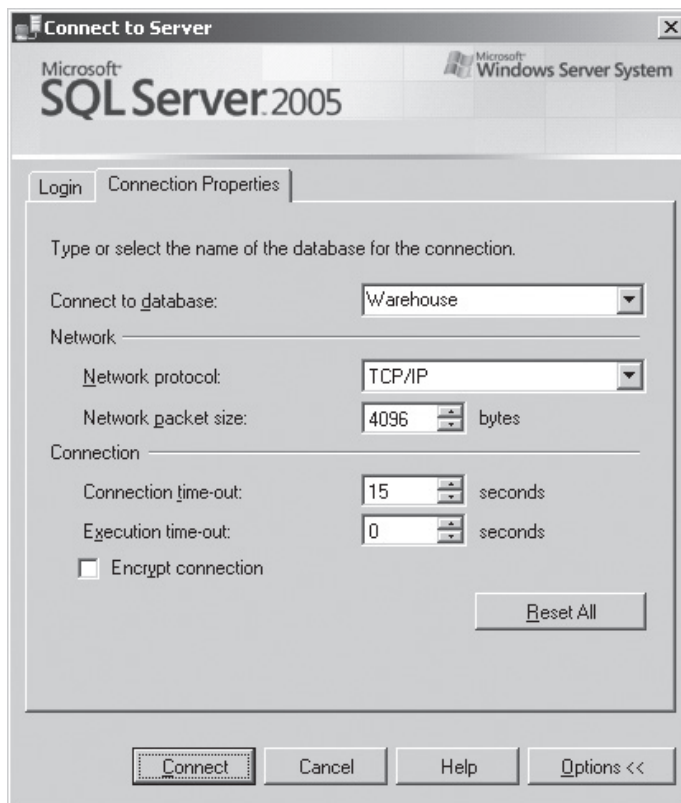 Connect to Server
Microsoft
SQL Server 2005
Microsoft
Windows Server System
Login
Connection Properties
Type or select the name of the database for the connection.
Connect to database:
Warehouse
Network
Network protocol:
TCP/IP
Network packet size:
4096
bytes
Connection
Connection time-out:
15
seconds
Execution time-out:
0
seconds
Encrypt connection
Reset All
Connect
Cancel
Help
Options <<